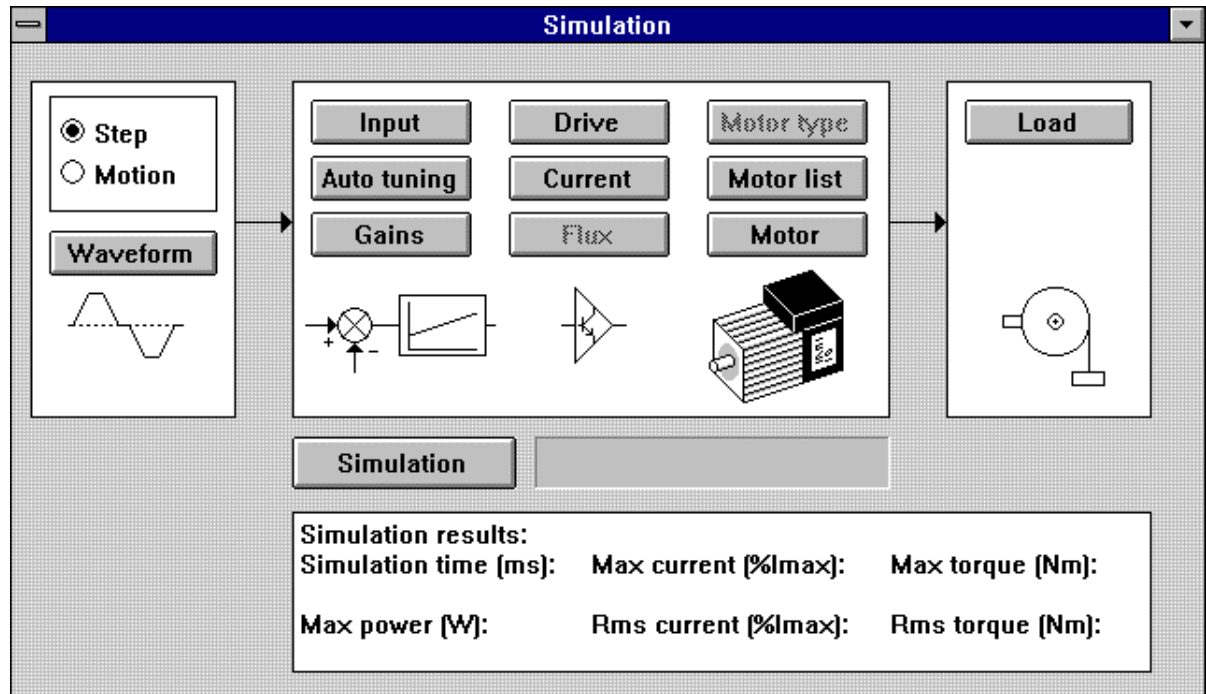 Simulation
Step
Motion
Waveform
Input
Drive
Motor type
Load
Auto tuning
Current
Motor list
Gains
Flux
Motor
+
-
Simulation
Simulation results:
Simulation time (ms): Max current (%Imax): Max torque (Nm):
Max power (W): Rms current (%Imax): Rms torque (Nm):